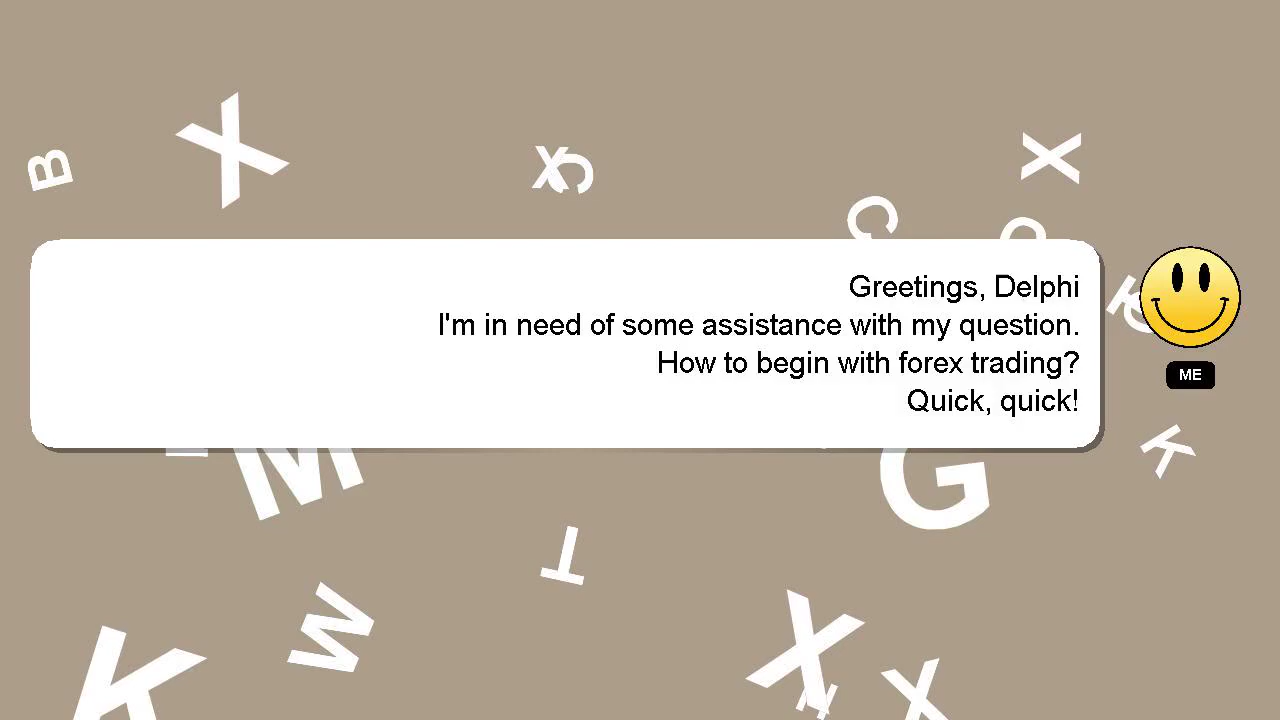 B
X
X
C
X
C
O
Greetings, Delphi
I'm in need of some assistance with my question.
How to begin with forex trading?
Quick, quick!
ME
K
M
G
K
T
W
K
X
X